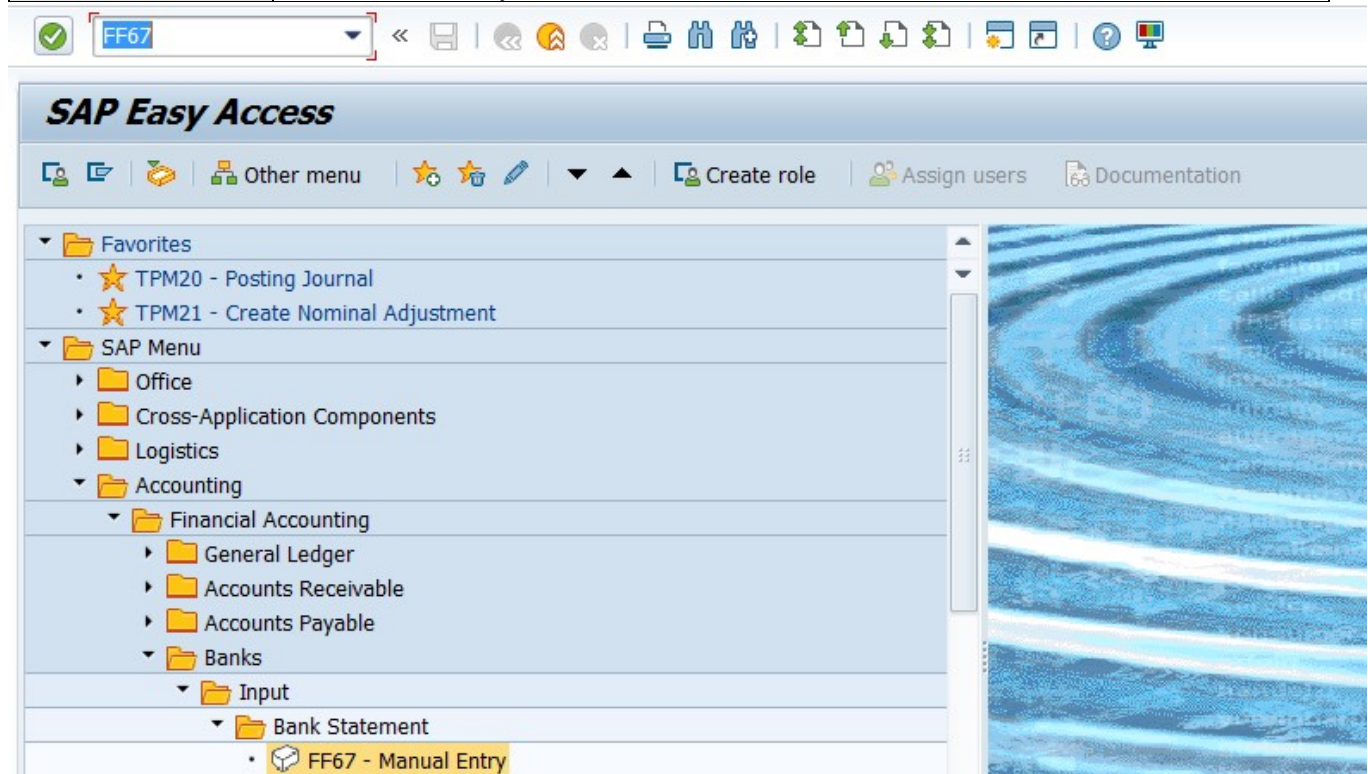 FF67
SAP Easy Access
Other menu Create role Assign users Documentation
Favorites
TPM20 - Posting Journal
TPM21 - Create Nominal Adjustment
SAP Menu
Office
Cross-Application Components
Logistics
Accounting
Financial Accounting
General Ledger
Accounts Receivable
Accounts Payable
Banks
Input
Bank Statement
FF67 - Manual Entry